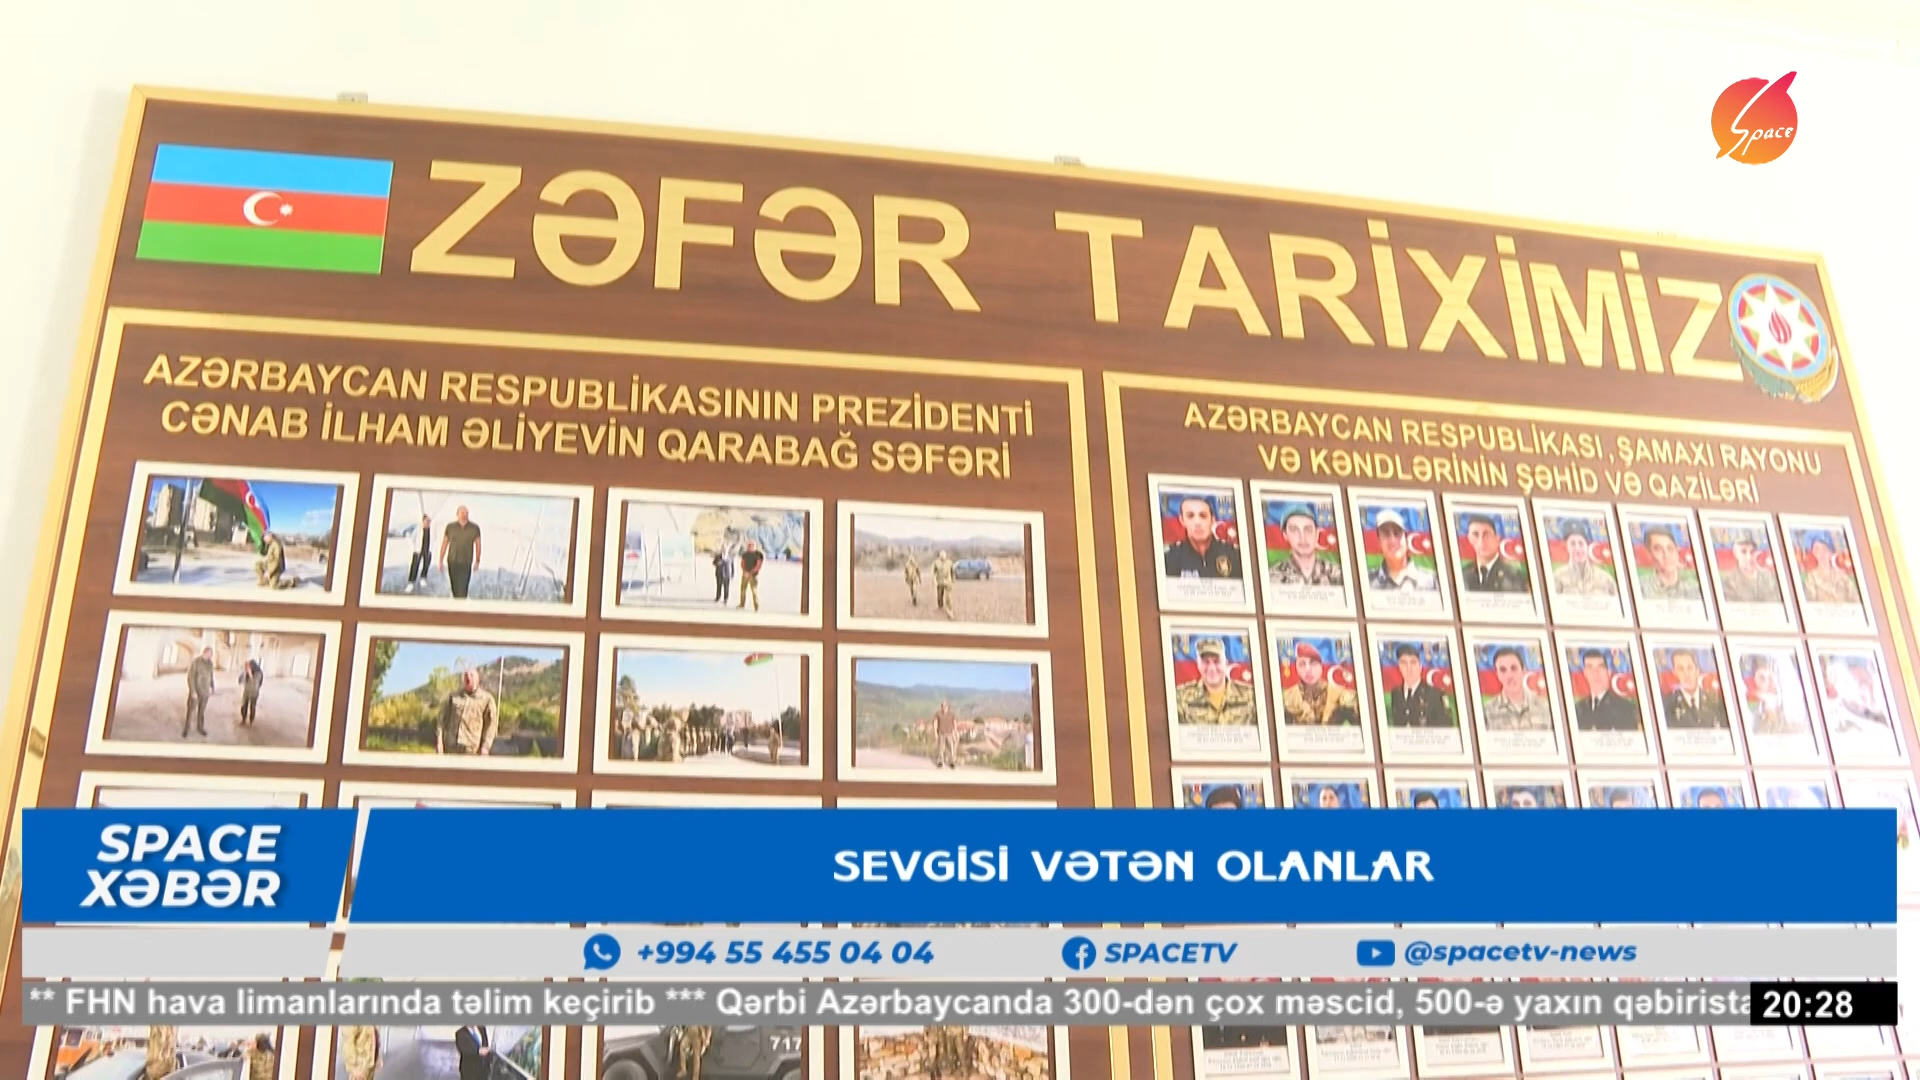 Space
ZƏFƏR TARİXİMİZ
AZƏRBAYCAN RESPUBLİKASININ PREZİDENTİ
CƏNAB İLHAM ƏLİYEVİN QARABAĞ SƏFƏRİ
AZƏRBAYCAN RESPUBLİKASI, ŞAMAXI RAYONU
VƏ KƏNDLƏRİNİN ŞƏHİD VƏ QAZİLƏRİ
SPACE
XƏBƏR
SEVGİSİ VƏTƏN OLANLAR
+994 55 455 04 04
SPACETV
@spacetv-news
** FHN hava limanlarında təlim keçirib *** Qərbi Azərbaycanda 300-dən çox məscid, 500-ə yaxın qəbirista
20:28
717